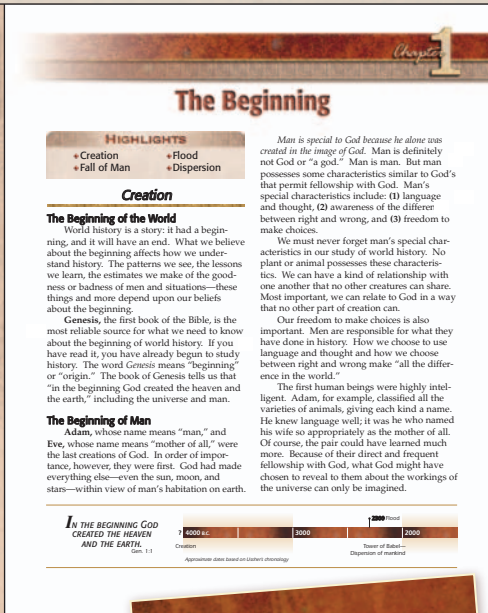 Chapter 1
The Beginning
HIGHLIGHTS
Creation
Flood
Fall of Man
Dispersion
Creation
The Beginning of the World
World history is a story: it had a begin-
ning, and it will have an end. What we believe
about the beginning affects how we under-
stand history. The patterns we see, the lessons
we learn, the estimates we make of the good-
ness or badness of men and situations—these
things and more depend upon our beliefs
about the beginning.
Genesis, the first book of the Bible, is the
most reliable source for what we need to know
about the beginning of world history. If you
have read it, you have already begun to study
history. The word Genesis means "beginning"
or "origin." The book of Genesis tells us that
"in the beginning God created the heaven and
the earth," including the universe and man.
The Beginning of Man
Adam, whose name means "man," and
Eve, whose name means "mother of all," were
the last creations of God. In order of impor-
tance, however, they were first. God had made
everything else—even the sun, moon, and
stars—within view of man's habitation on earth.
Man is special to God because he alone was
created in the image of God. Man is definitely
not God or "a god." Man is man. But man
possesses some characteristics similar to God's
that permit fellowship with God. Man's
special characteristics include: (1) language
and thought, (2) awareness of the differer
between right and wrong, and (3) freedom to
make choices.
We must never forget man's special char-
acteristics in our study of world history. No
plant or animal possesses these characteris-
tics. We can have a kind of relationship with
one another that no other creatures can share.
Most important, we can relate to God in a way
that no other part of creation can.
Our freedom to make choices is also
important. Men are responsible for what they
have done in history. How we choose to use
language and thought and how we choose
between right and wrong make "all the differ-
ence in the world."
The first human beings were highly intel-
ligent. Adam, for example, classified all the
varieties of animals, giving each kind a name.
He knew language well; it was he who named
his wife so appropriately as the mother of all.
Of course, the pair could have learned much
more. Because of their direct and frequent
fellowship with God, what God might have
chosen to reveal to them about the workings of
the universe can only be imagined.
IN THE BEGINNING GOD
CREATED THE HEAVEN
AND THE EARTH.
Gen. 1:1
Flood
? 4000 B.C. 3000 2000
Creation
Tower of Babel—
Dispersion of mankind
Approximate dates based on Ussher's chronology